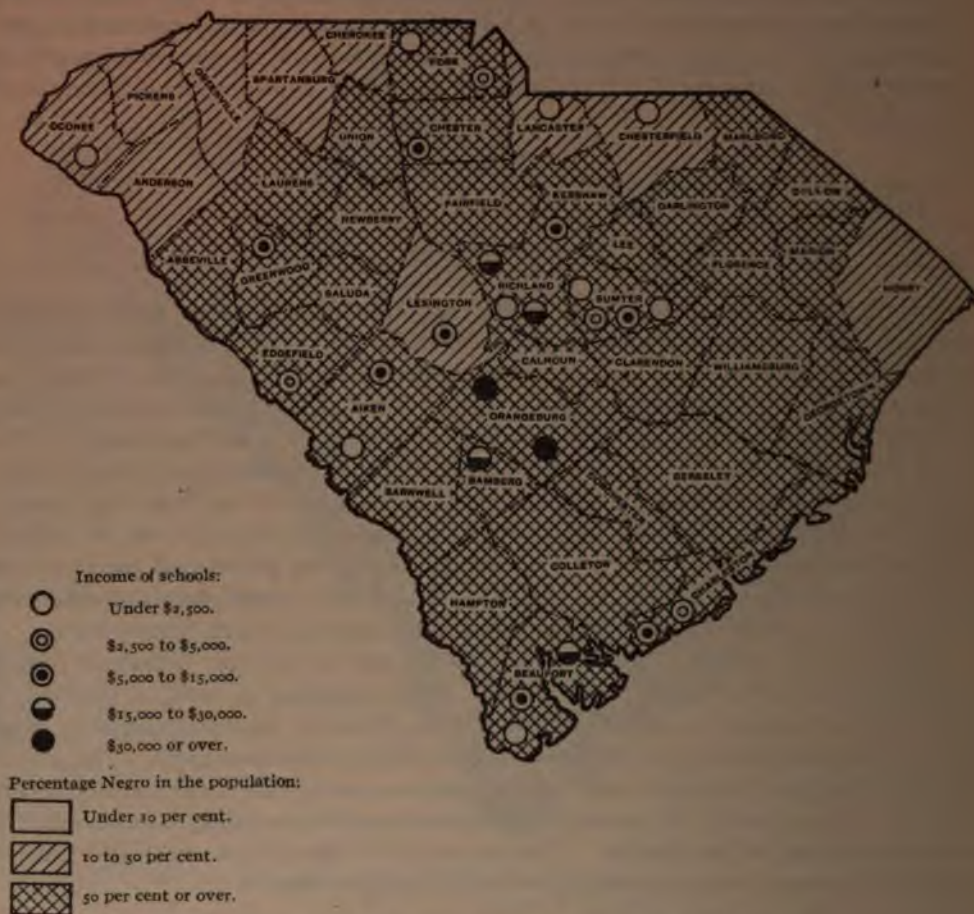 CHEROKEE
YORK
SPARTANBURG
GREENVILLE
PICKENS
OCONEE
UNION
CHESTER
LANCASTER
CHESTERFIELD
MARLBORO
ANDERSON
LAURENS
FAIRFIELD
KERSHAW
DARLINGTON
DILLON
NEWBERRY
LEE
MARION
ABBEVILLE
GREENWOOD
FLORENCE
SALUDA
RICHLAND
HORRY
LEXINGTON
SUMTER
EDGEFIELD
CALHOUN
CLARENDON
WILLIAMSBURG
AIKEN
ORANGEBURG
GEORGETOWN
BERKELEY
BAMBERG
BARNWELL
COLLETON
CHARLESTON
HAMPTON
BEAUFORT
Income of schools:
Under $2,500.
$2,500 to $5,000.
$5,000 to $15,000.
$15,000 to $30,000.
$30,000 or over.
Percentage Negro in the population:
Under 10 per cent.
10 to 50 per cent.
50 per cent or over.